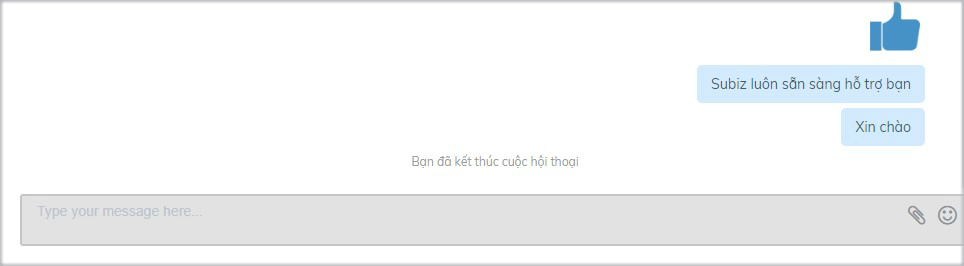 Subiz luôn sẵn sàng hỗ trợ bạn
Xin chào
Bạn đã kết thúc cuộc hội thoại
Type your message here...